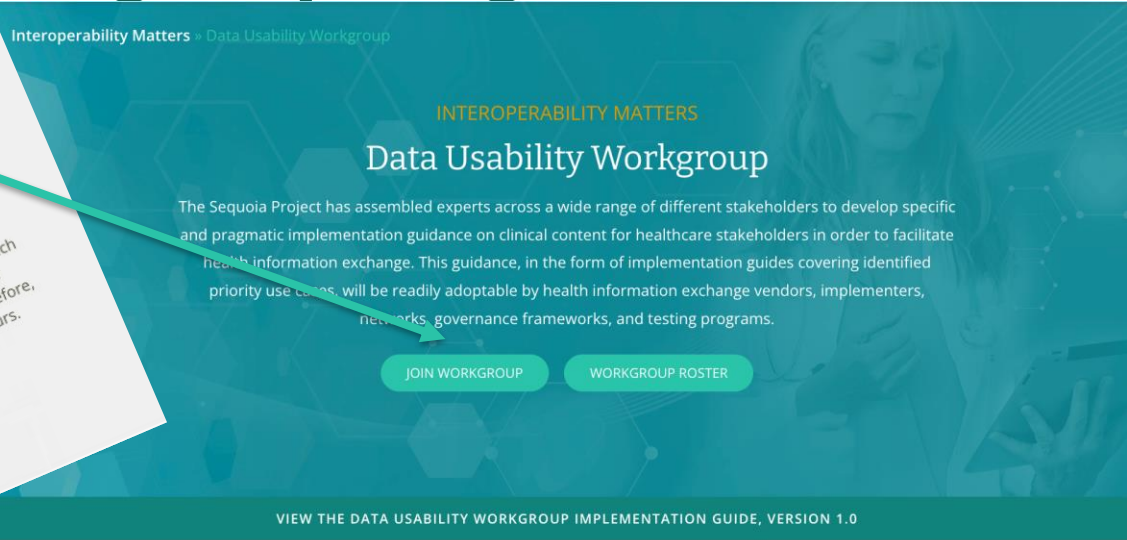 Interoperability Matters » Data Usability Workgroup
INTEROPERABILITY MATTERS
Data Usability Workgroup
The Sequoia Project has assembled experts across a wide range of different stakeholders to develop specific
and pragmatic implementation guidance on clinical content for healthcare stakeholders in order to facilitate
health information exchange. This guidance, in the form of implementation guides covering identified
priority use cases, will be readily adoptable by health information exchange vendors, implementers,
networks, governance frameworks, and testing programs.
JOIN WORKGROUP
WORKGROUP ROSTER
VIEW THE DATA USABILITY WORKGROUP IMPLEMENTATION GUIDE, VERSION 1.0